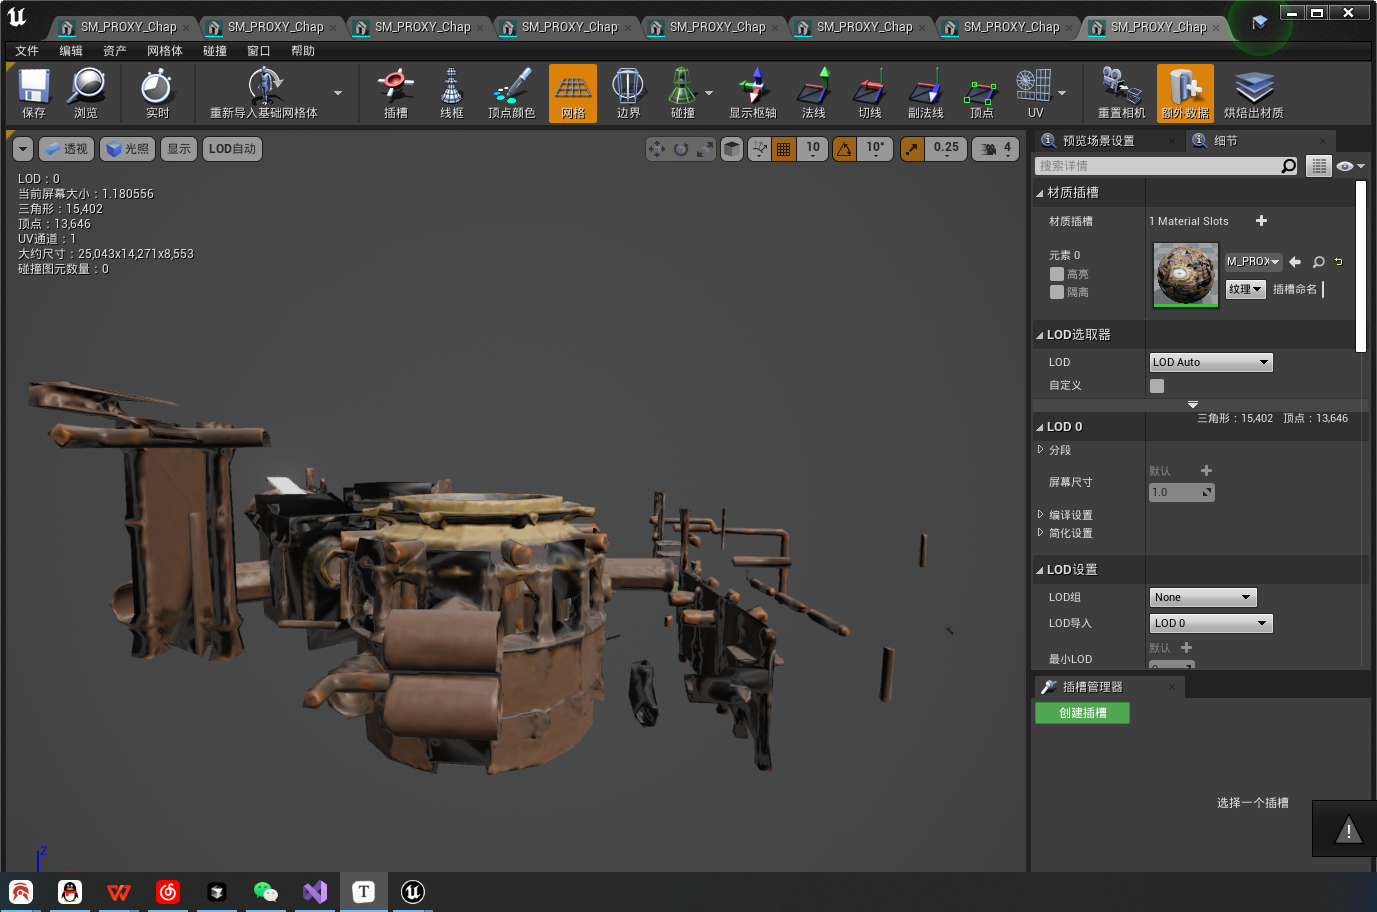 SM_PROXY_Chap SM_PROXY_Chap SM_PROXY_Chap SM_PROXY_Chap SM_PROXY_Chap SM_PROXY_Chap SM_PROXY_Chap SM_PROXY_Chap
文件 编辑 资产 网格体 碰撞 窗口 帮助
保存 浏览 实时 重新导入基础网格体 插槽 线框 顶点颜色 网格 边界 碰撞 显示枢轴 法线 切线 副法线 顶点 UV 重置相机 额外数据 烘焙出材质
透视 光照 显示 LOD自动 10 10° 0.25 4
LOD：0
当前屏幕大小：1.180556
三角形：15,402
顶点：13,646
UV通道：1
大约尺寸：25,043x14,271x8,553
碰撞图元数量：0
Z
预览场景设置 细节
搜索详情
材质插槽
材质插槽 1 Material Slots
元素 0
高亮
隔离
M_PROX
纹理 插槽命名
LOD选取器
LOD LOD Auto
自定义
LOD 0 三角形：15,402 顶点：13,646
分段
屏幕尺寸 默认
1.0
编译设置
简化设置
LOD设置
LOD组 None
LOD导入 LOD 0
最小LOD 默认
插槽管理器
创建插槽
选择一个插槽
T